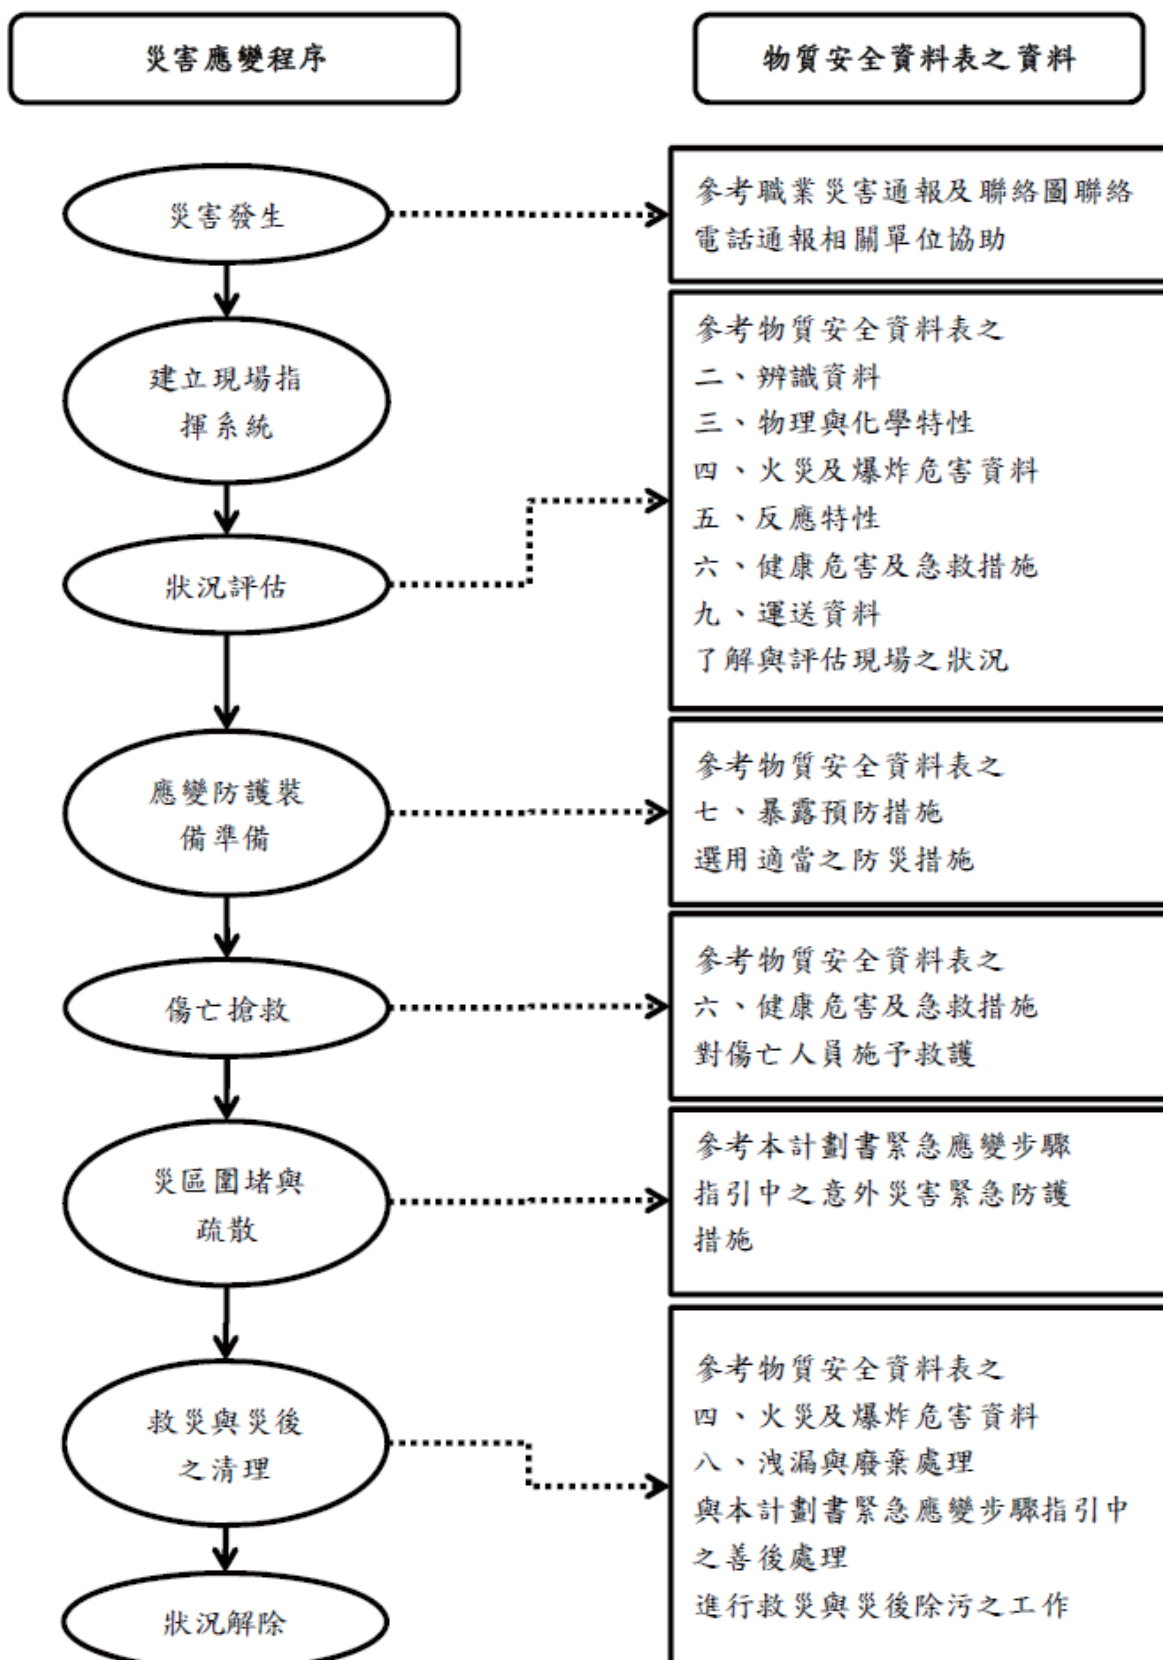 災害應變程序
物質安全資料表之資料
災害發生
參考職業災害通報及聯絡圖聯絡
電話通報相關單位協助
建立現場指
揮系統
狀況評估
參考物質安全資料表之
二、辨識資料
三、物理與化學特性
四、火災及爆炸危害資料
五、反應特性
六、健康危害及急救措施
九、運送資料
了解與評估現場之狀況
應變防護裝
備準備
參考物質安全資料表之
七、暴露預防措施
選用適當之防災措施
傷亡搶救
參考物質安全資料表之
六、健康危害及急救措施
對傷亡人員施予救護
災區圍堵與
疏散
參考本計劃書緊急應變步驟
指引中之意外災害緊急防護
措施
救災與災後
之清理
參考物質安全資料表之
四、火災及爆炸危害資料
八、洩漏與廢棄處理
與本計劃書緊急應變步驟指引中
之善後處理
進行救災與災後除污之工作
狀況解除